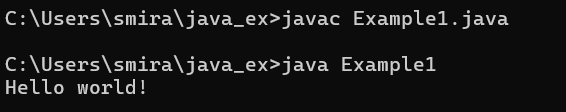 C:\Users\smira\java_ex>javac Example1.java
C:\Users\smira\java_ex>java Example1
Hello world!